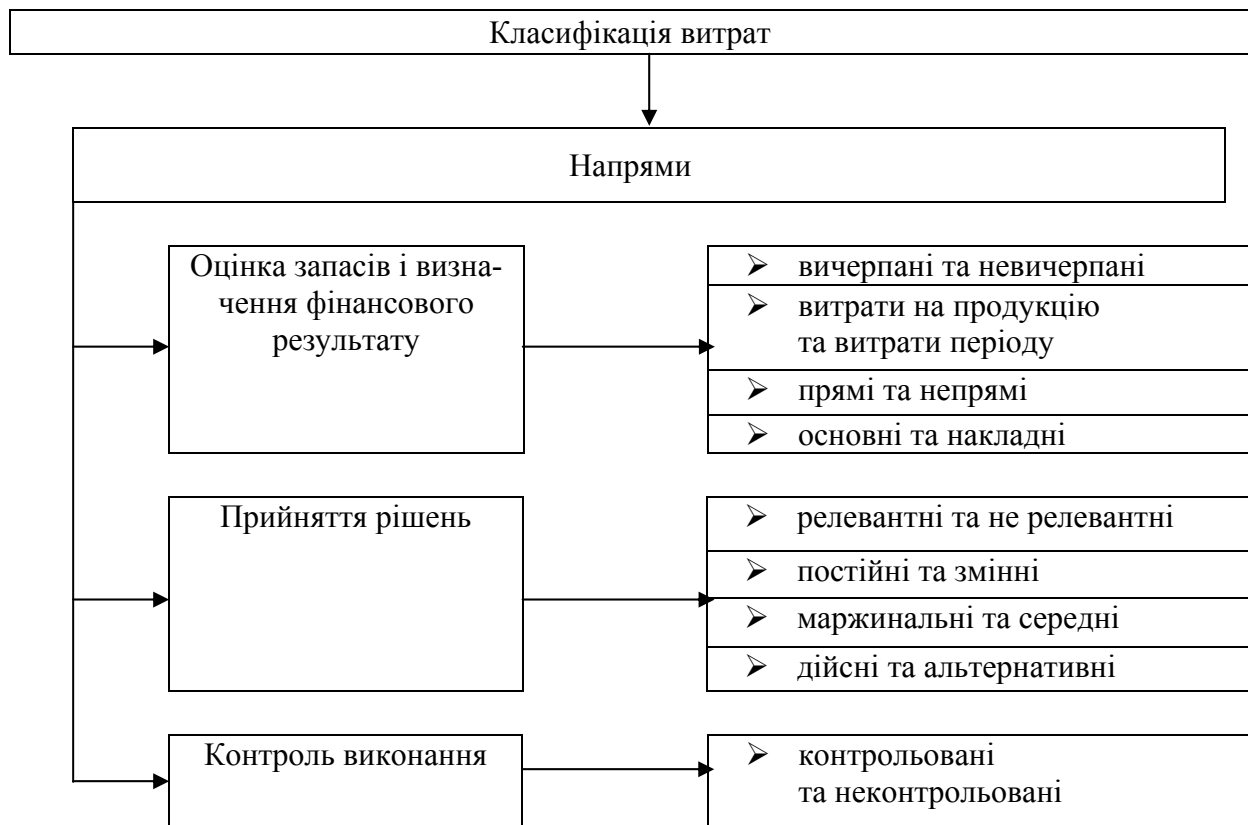 Класифікація витрат
Напрями
Оцінка запасів і визна-
чення фінансового
результату
➢ вичерпані та невичерпані
➢ витрати на продукцію
та витрати періоду
➢ прямі та непрямі
➢ основні та накладні
Прийняття рішень
➢ релевантні та не релевантні
➢ постійні та змінні
➢ маржинальні та середні
➢ дійсні та альтернативні
Контроль виконання
➢ контрольовані
та неконтрольовані